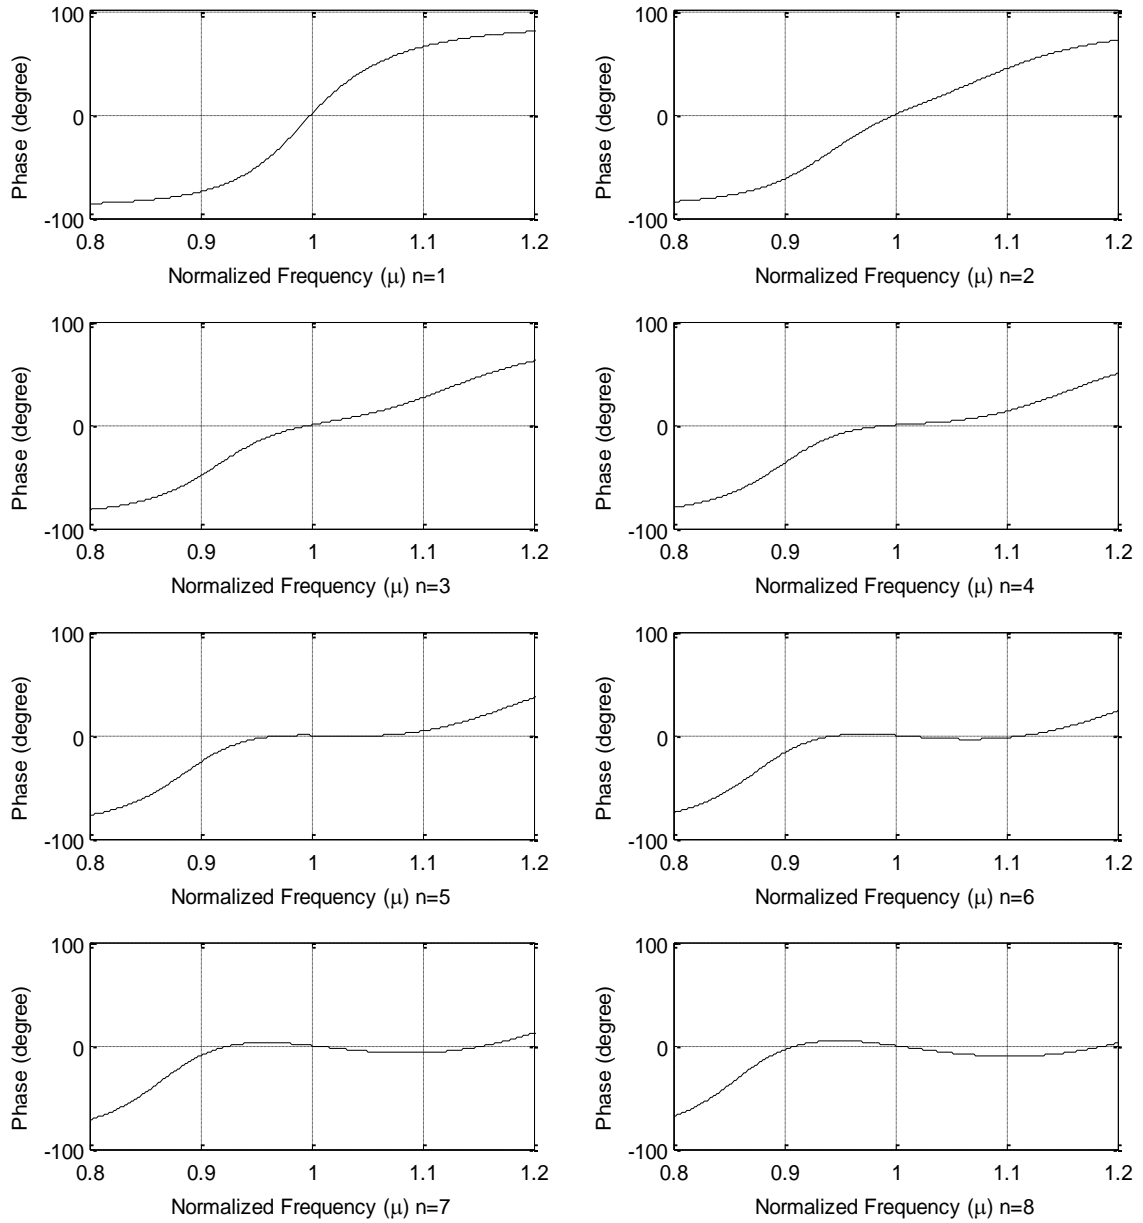 100
0
-100
Phase (degree)
0.8 0.9 1 1.1 1.2
Normalized Frequency (μ) n=1
100
0
-100
Phase (degree)
0.8 0.9 1 1.1 1.2
Normalized Frequency (μ) n=2
100
0
-100
Phase (degree)
0.8 0.9 1 1.1 1.2
Normalized Frequency (μ) n=3
100
0
-100
Phase (degree)
0.8 0.9 1 1.1 1.2
Normalized Frequency (μ) n=4
100
0
-100
Phase (degree)
0.8 0.9 1 1.1 1.2
Normalized Frequency (μ) n=5
100
0
-100
Phase (degree)
0.8 0.9 1 1.1 1.2
Normalized Frequency (μ) n=6
100
0
-100
Phase (degree)
0.8 0.9 1 1.1 1.2
Normalized Frequency (μ) n=7
100
0
-100
Phase (degree)
0.8 0.9 1 1.1 1.2
Normalized Frequency (μ) n=8